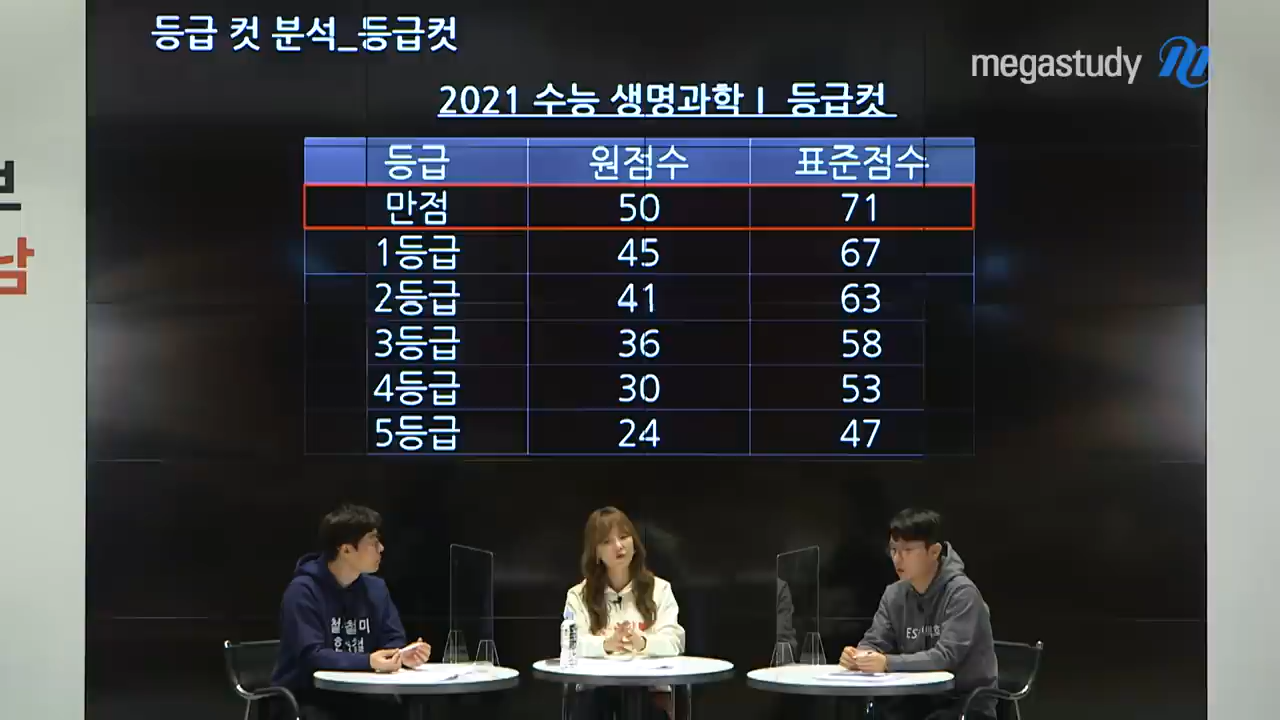 등급 컷 분석_등급컷
megastudy
2021 수능 생명과학Ⅰ 등급컷
등급 원점수 표준점수
만점 50 71
1등급 45 67
2등급 41 63
3등급 36 58
4등급 30 53
5등급 24 47
남